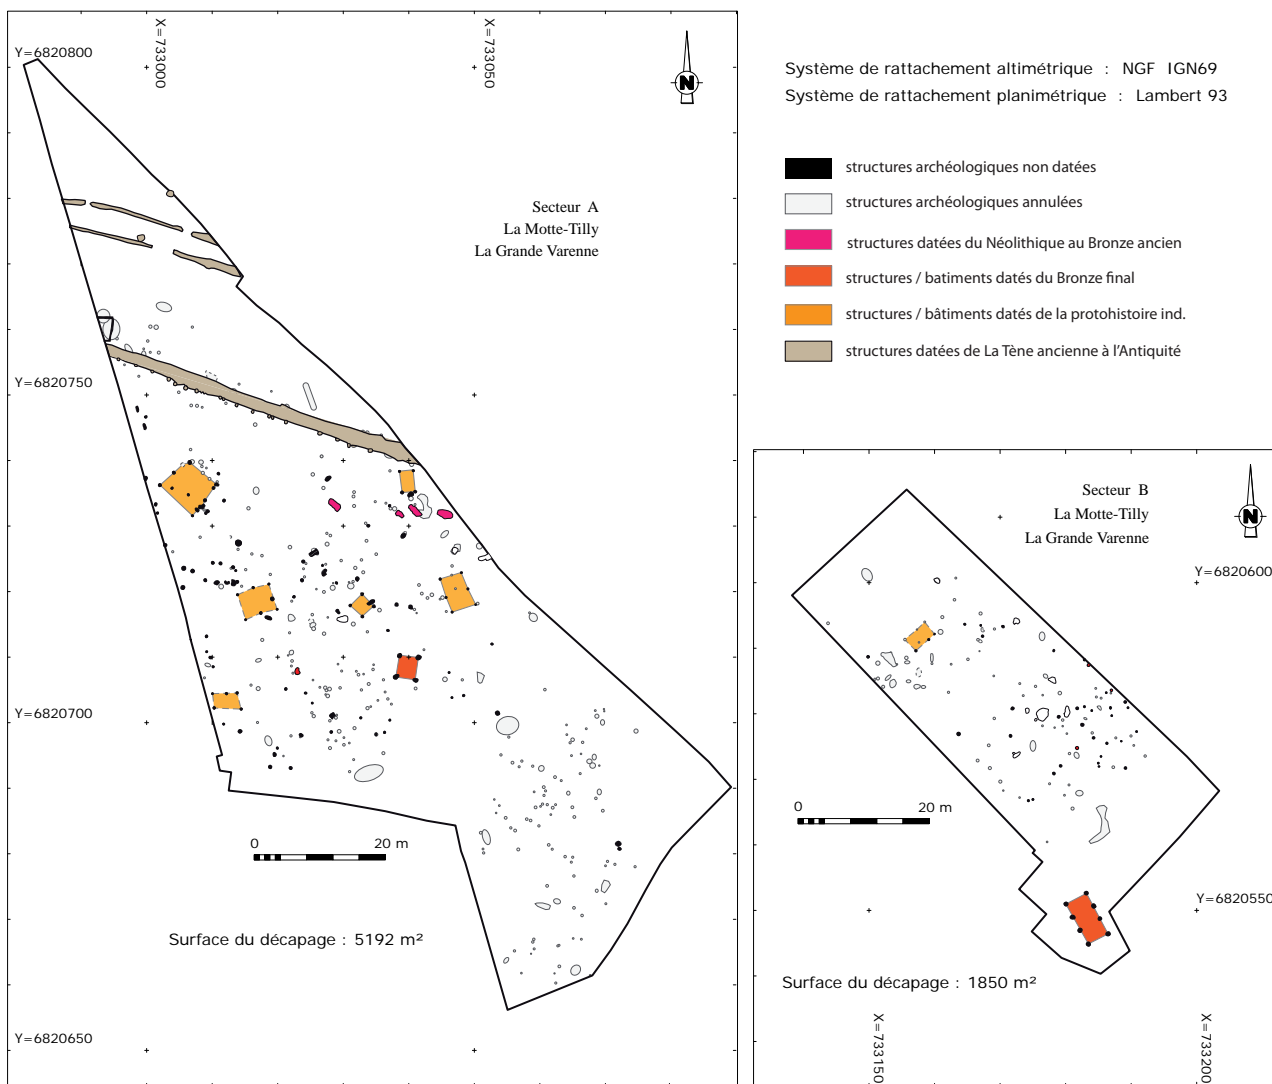 Y=6820800
X=733000
X=733050
N
Secteur A
La Motte-Tilly
La Grande Varenne
Y=6820750
Y=6820700
0 20 m
Surface du décapage : 5192 m²
Y=6820650
Système de rattachement altimétrique : NGF IGN69
Système de rattachement planimétrique : Lambert 93
structures archéologiques non datées
structures archéologiques annulées
structures datées du Néolithique au Bronze ancien
structures / batiments datés du Bronze final
structures / bâtiments datés de la protohistoire ind.
structures datées de La Tène ancienne à l'Antiquité
Secteur B
La Motte-Tilly
La Grande Varenne
N
Y=6820600
0 20 m
Y=6820550
Surface du décapage : 1850 m²
X=733150
X=733200